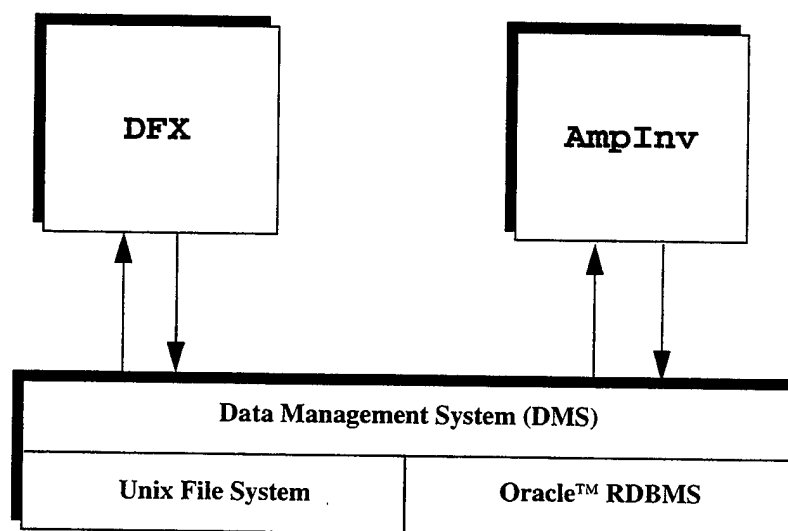 DFX
AmpInv
Data Management System (DMS)
Unix File System
Oracle™ RDBMS